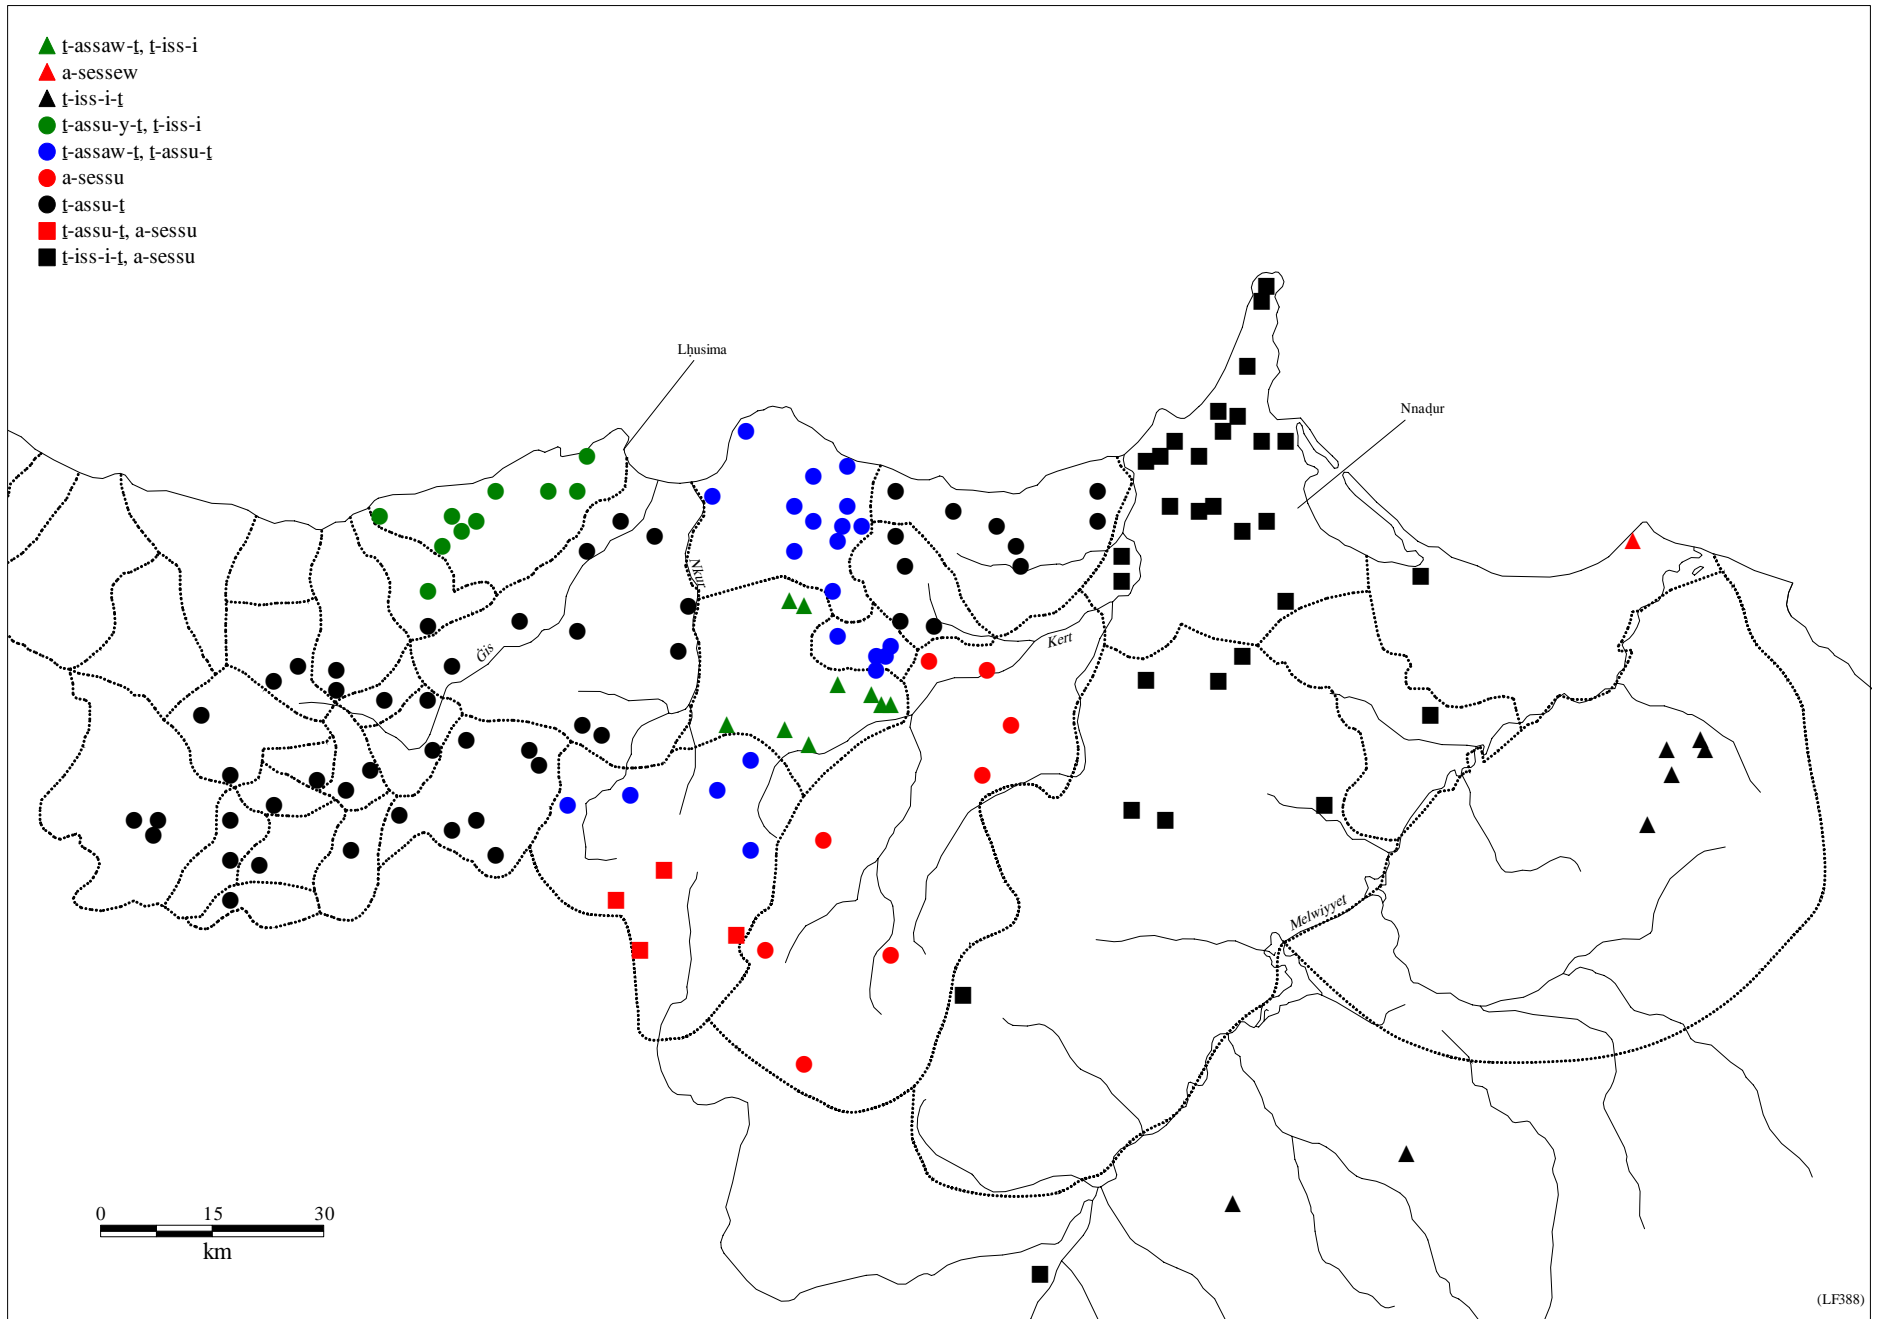 ṯ-assaw-ṯ, ṯ-iss-i
a-sessew
ṯ-iss-i-ṯ
ṯ-assu-y-ṯ, ṯ-iss-i
ṯ-assaw-ṯ, ṯ-assu-ṯ
a-sessu
ṯ-assu-ṯ
ṯ-assu-ṯ, a-sessu
ṯ-iss-i-ṯ, a-sessu
Lḥusima
Nnaḍur
Nkur
Ġis
Kert
Melwiyyet
0 15 30
km
(LF388)